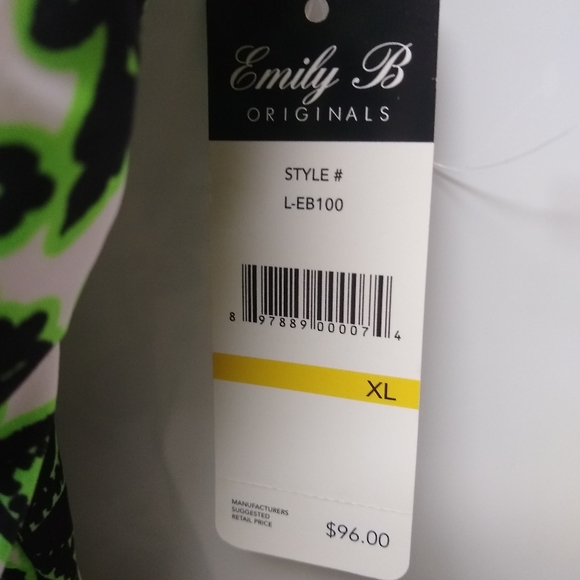 Emily B
ORIGINALS
STYLE #
L-EB100
8 97889 00007 4
XL
MANUFACTURERS
SUGGESTED
RETAIL PRICE
$96.00